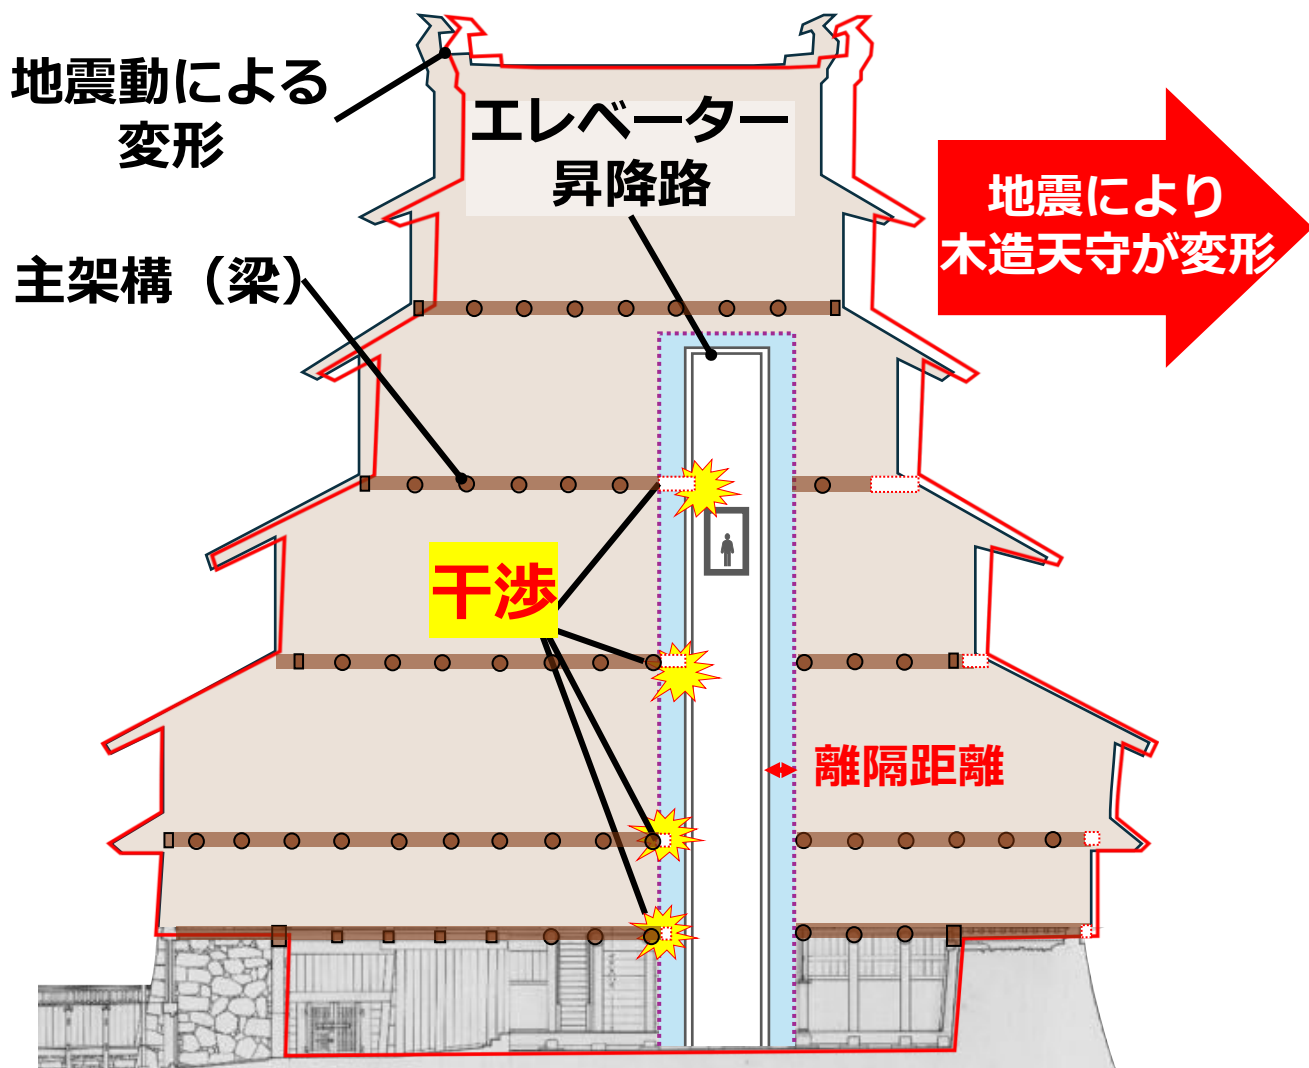 地震動による
変形
エレベーター
昇降路
地震により
木造天守が変形
主架構（梁）
干渉
離隔距離